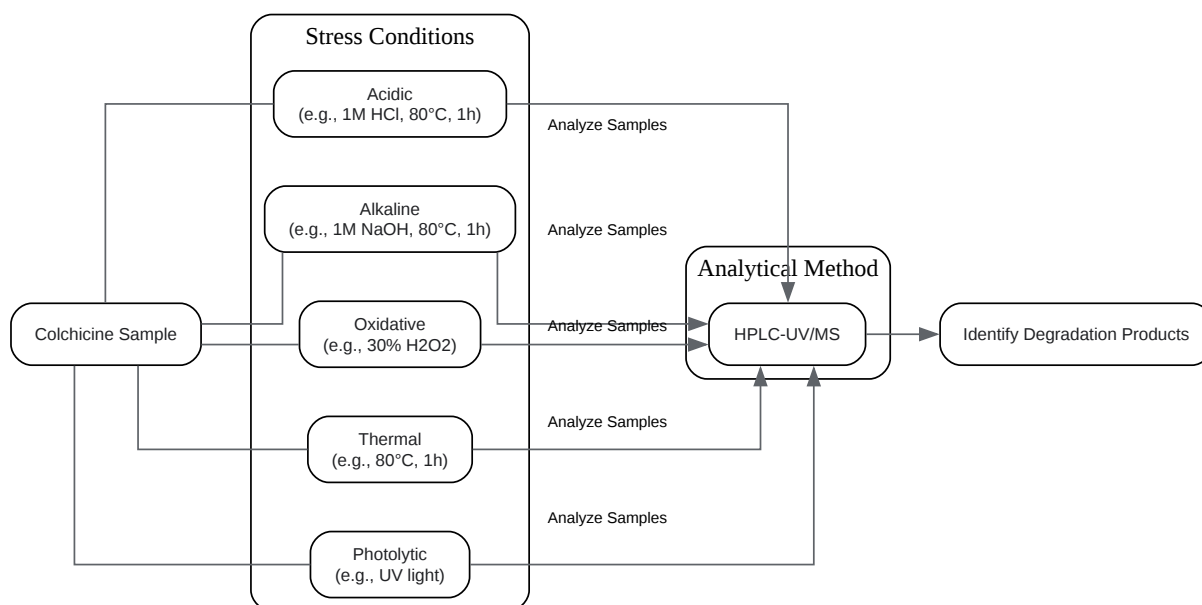 Stress Conditions
Acidic
(e.g., 1M HCl, 80°C, 1h)
Analyze Samples
Alkaline
(e.g., 1M NaOH, 80°C, 1h)
Analyze Samples
Analytical Method
Colchicine Sample
Oxidative
(e.g., 30% H2O2)
Analyze Samples
HPLC-UV/MS
Identify Degradation Products
Thermal
(e.g., 80°C, 1h)
Analyze Samples
Photolytic
(e.g., UV light)
Analyze Samples